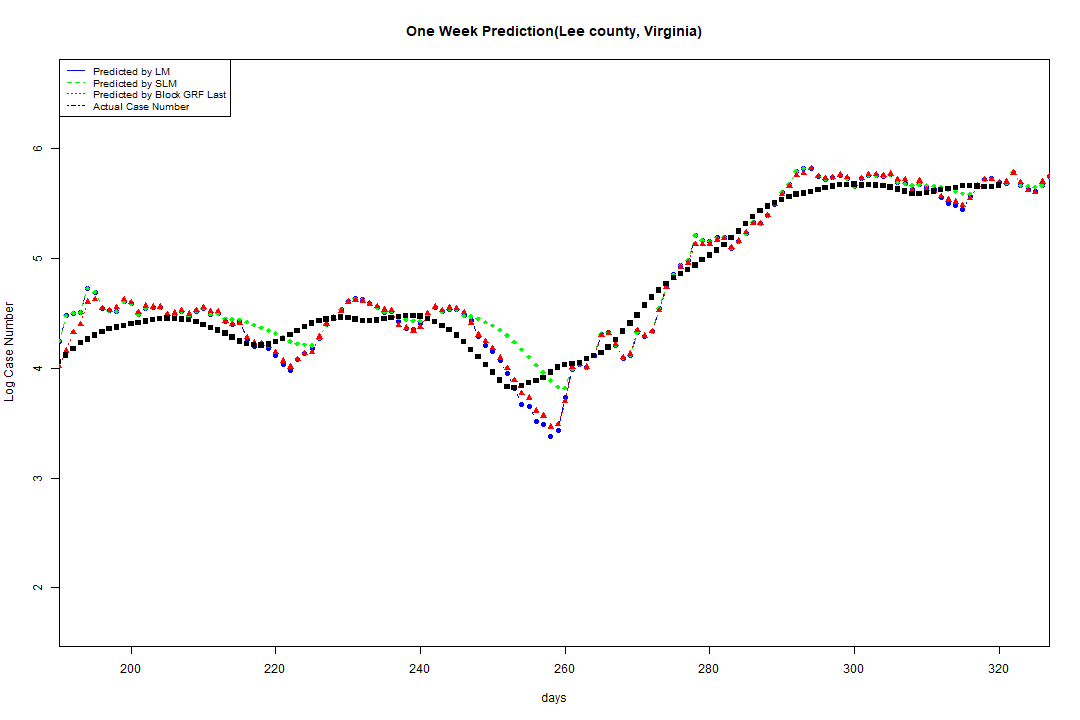 One Week Prediction(Lee county, Virginia)
Predicted by LM
Predicted by SLM
Predicted by Block GRF Last
Actual Case Number
Log Case Number
6
5
4
3
2
200 220 240 260 280 300 320
days